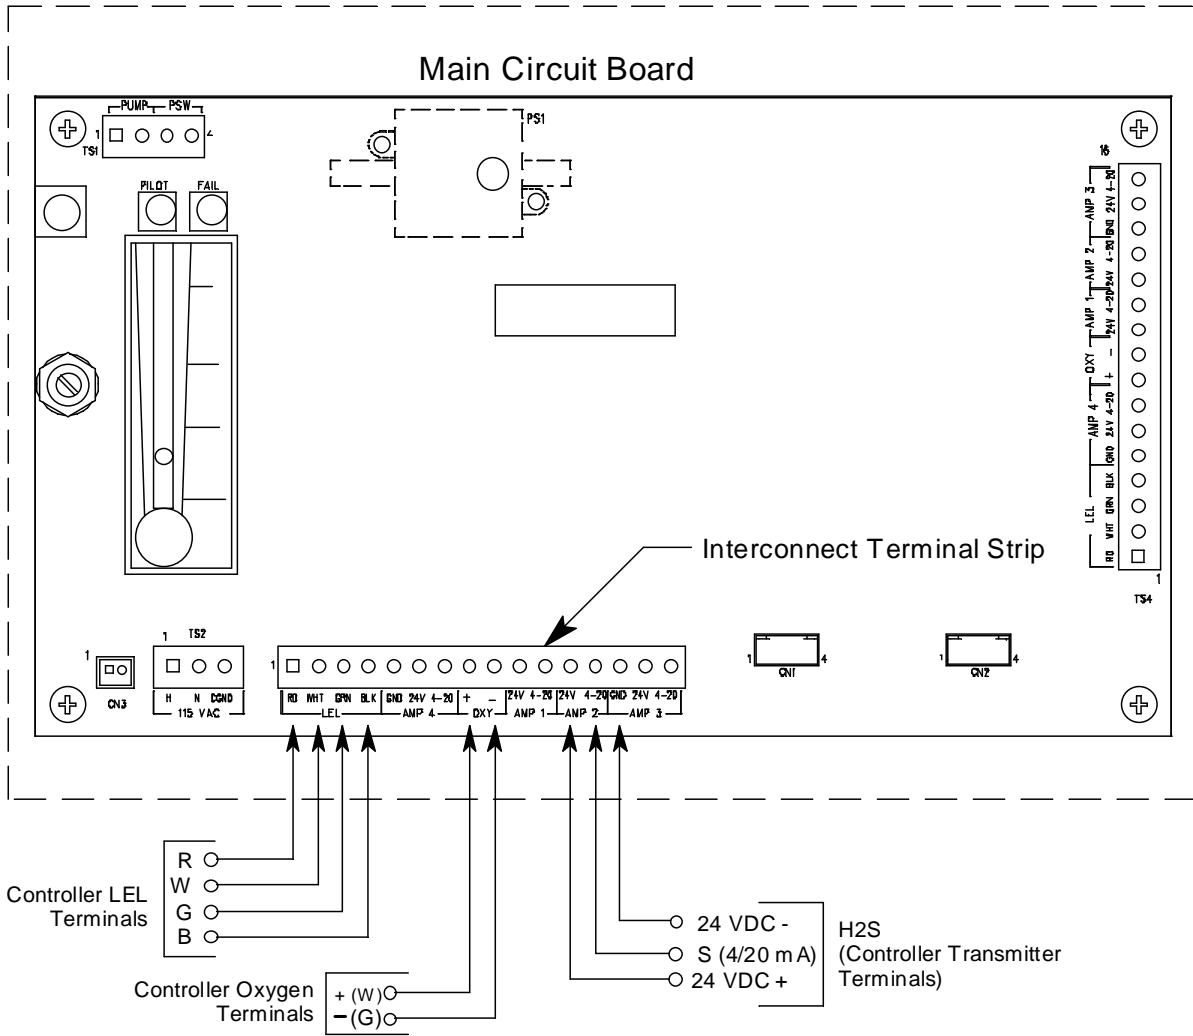 Main Circuit Board
PUMP PSW
1 4
TS1
PS1
PILOT FAIL
16
AMP 3 4-20 24V GND
AMP 2 4-20 24V
AMP 1 4-20 24V
OXY - +
AMP 4 4-20 24V GND
LEL BLK GRN WHT RD
1
TS4
Interconnect Terminal Strip
1 TS2
H N CGND
115 VAC
1
CN3
1
RD WHT GRN BLK GND 24V 4-20 + - 24V 4-20 24V 4-20 GND 24V 4-20
LEL AMP 4 OXY AMP 1 AMP 2 AMP 3
1 4
CN1
1 4
CN2
Controller LEL
Terminals
R
W
G
B
Controller Oxygen
Terminals
+ (W)
- (G)
24 VDC -
S (4/20 mA)
24 VDC +
H2S
(Controller Transmitter
Terminals)